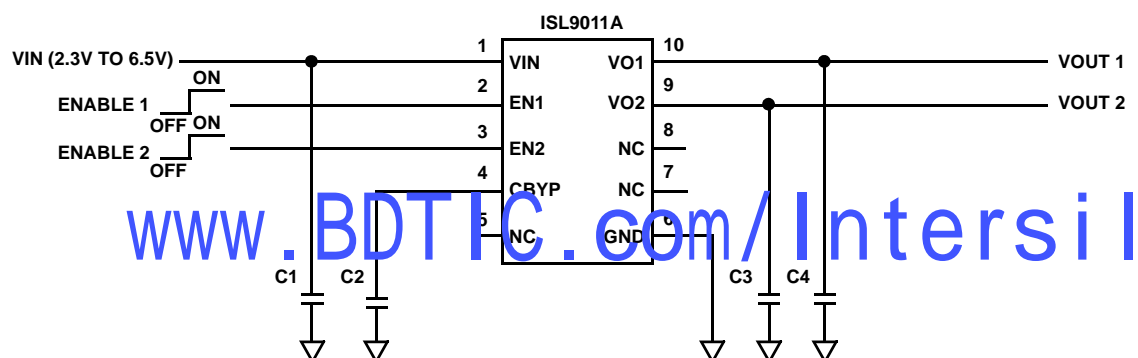 ISL9011A
VIN (2.3V TO 6.5V)
1
VIN
VO1
10
VOUT 1
ENABLE 1
OFF
ON
2
EN1
VO2
9
VOUT 2
ENABLE 2
OFF
ON
3
EN2
NC
8
4
CBYP
NC
7
5
NC
GND
6
www.BDTIC.com/Intersil
C1
C2
C3
C4